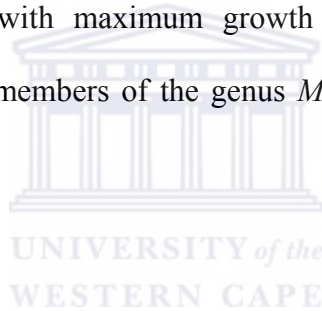 with maximum growth
members of the genus M
UNIVERSITY of the
WESTERN CAPE